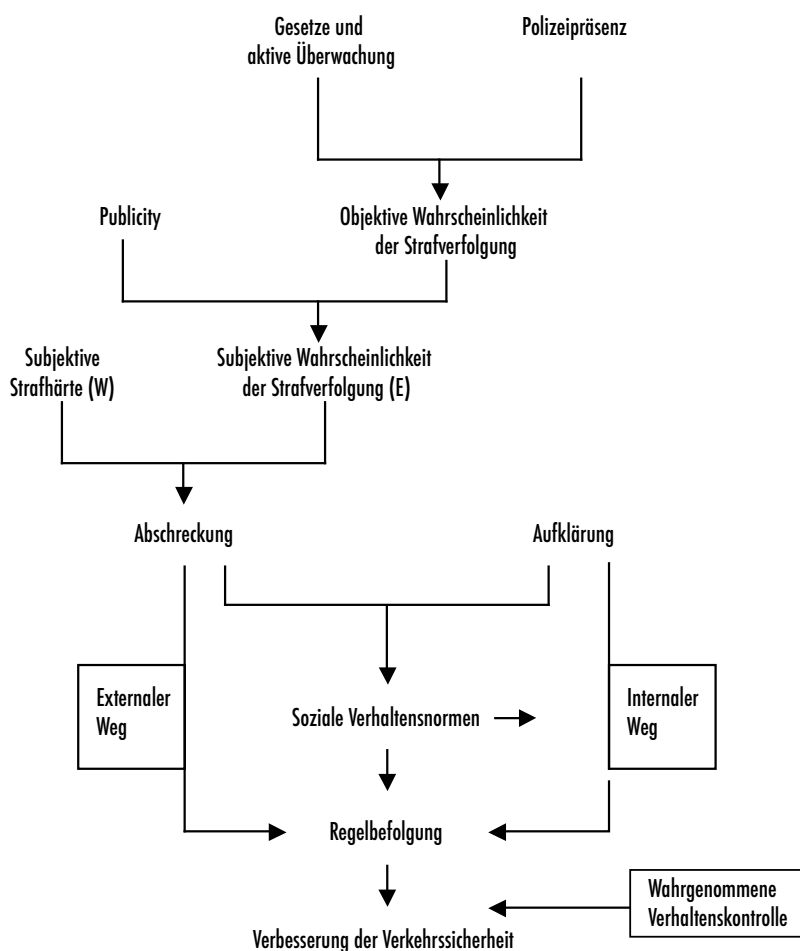 Gesetze und
aktive Überwachung
Polizeipräsenz
Publicity
Objektive Wahrscheinlichkeit
der Strafverfolgung
Subjektive
Strafhärte (W)
Subjektive Wahrscheinlichkeit
der Strafverfolgung (E)
Abschreckung
Aufklärung
Externaler
Weg
Soziale Verhaltensnormen
Internaler
Weg
Regelbefolgung
Wahrgenommene
Verhaltenskontrolle
Verbesserung der Verkehrssicherheit